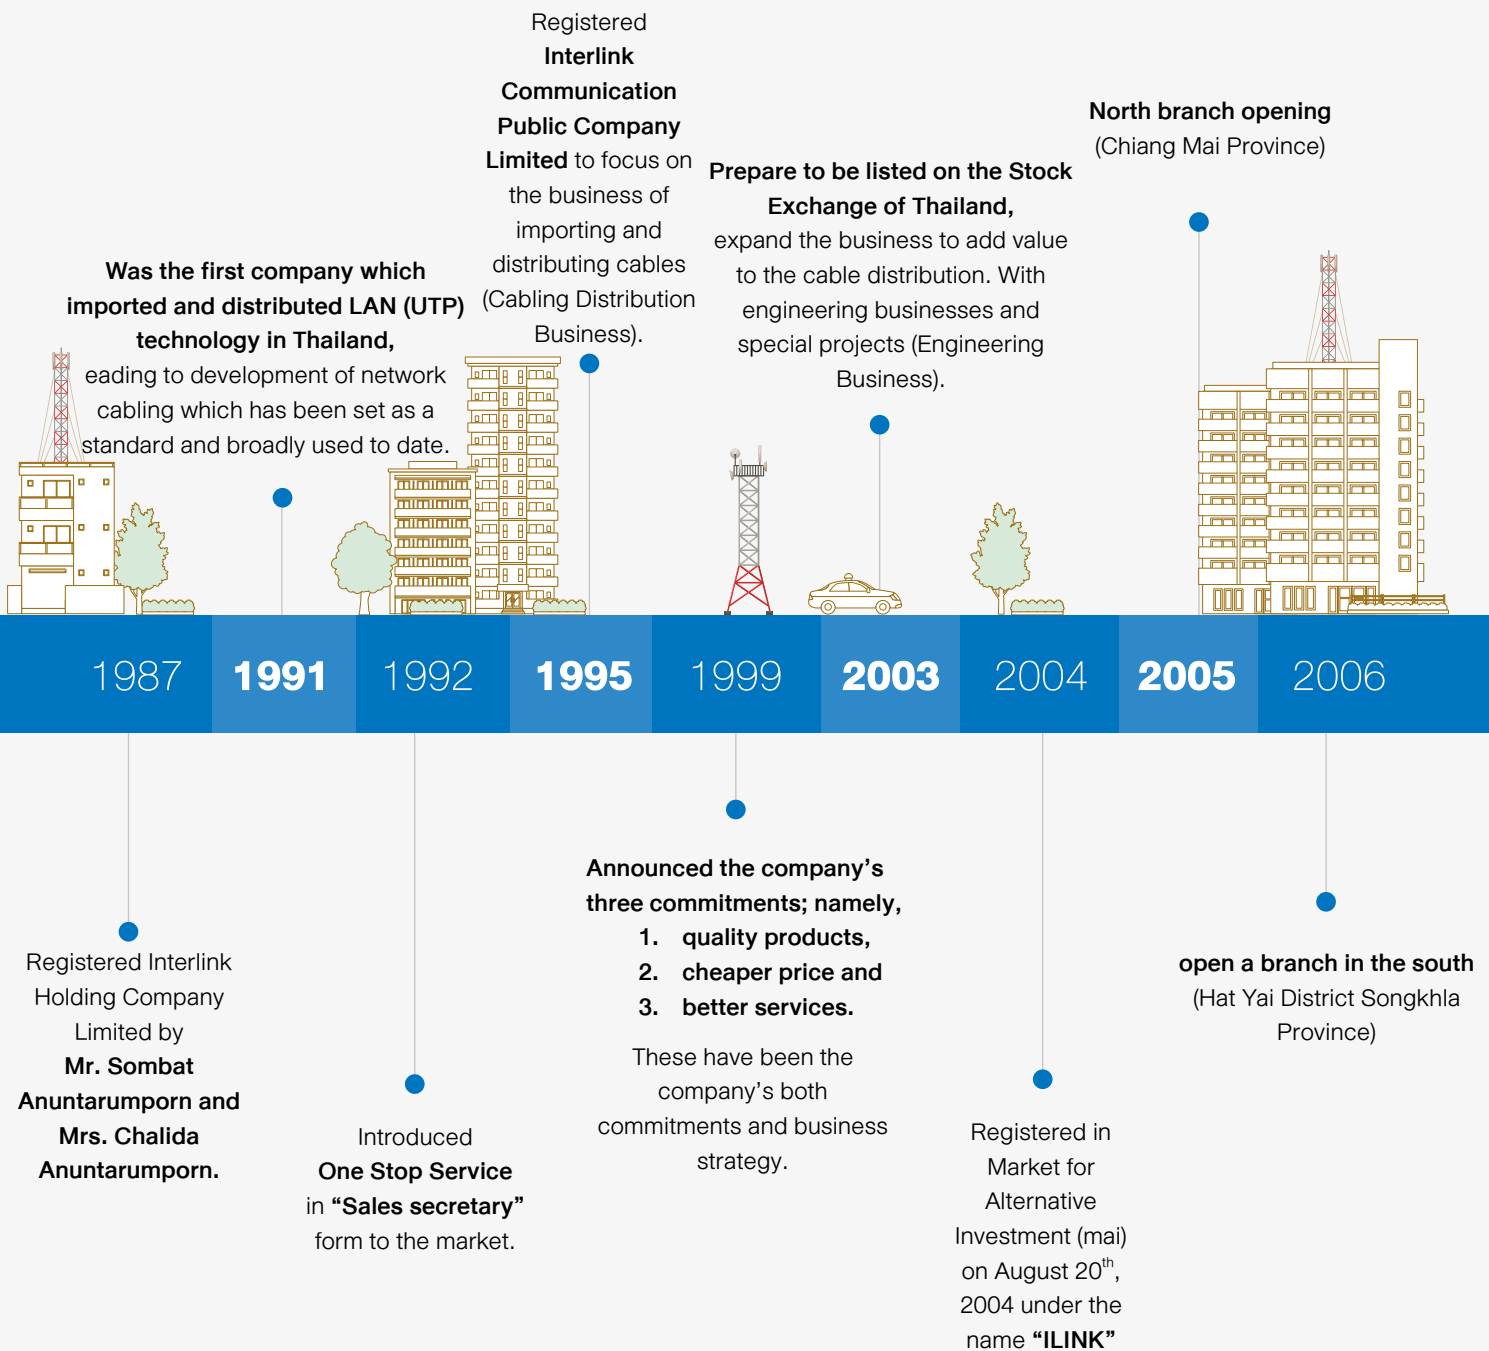 Registered
Interlink
Communication
Public Company
Limited to focus on
the business of
importing and
distributing cables
(Cabling Distribution
Business).
North branch opening
(Chiang Mai Province)
Prepare to be listed on the Stock
Exchange of Thailand,
expand the business to add value
to the cable distribution. With
engineering businesses and
special projects (Engineering
Business).
Was the first company which
imported and distributed LAN (UTP)
technology in Thailand,
eading to development of network
cabling which has been set as a
standard and broadly used to date.
1987 1991 1992 1995 1999 2003 2004 2005 2006
Registered Interlink
Holding Company
Limited by
Mr. Sombat
Anuntarumporn and
Mrs. Chalida
Anuntarumporn.
Introduced
One Stop Service
in “Sales secretary”
form to the market.
Announced the company’s
three commitments; namely,
1. quality products,
2. cheaper price and
3. better services.
These have been the
company’s both
commitments and business
strategy.
Registered in
Market for
Alternative
Investment (mai)
on August 20th,
2004 under the
name “ILINK”
open a branch in the south
(Hat Yai District Songkhla
Province)